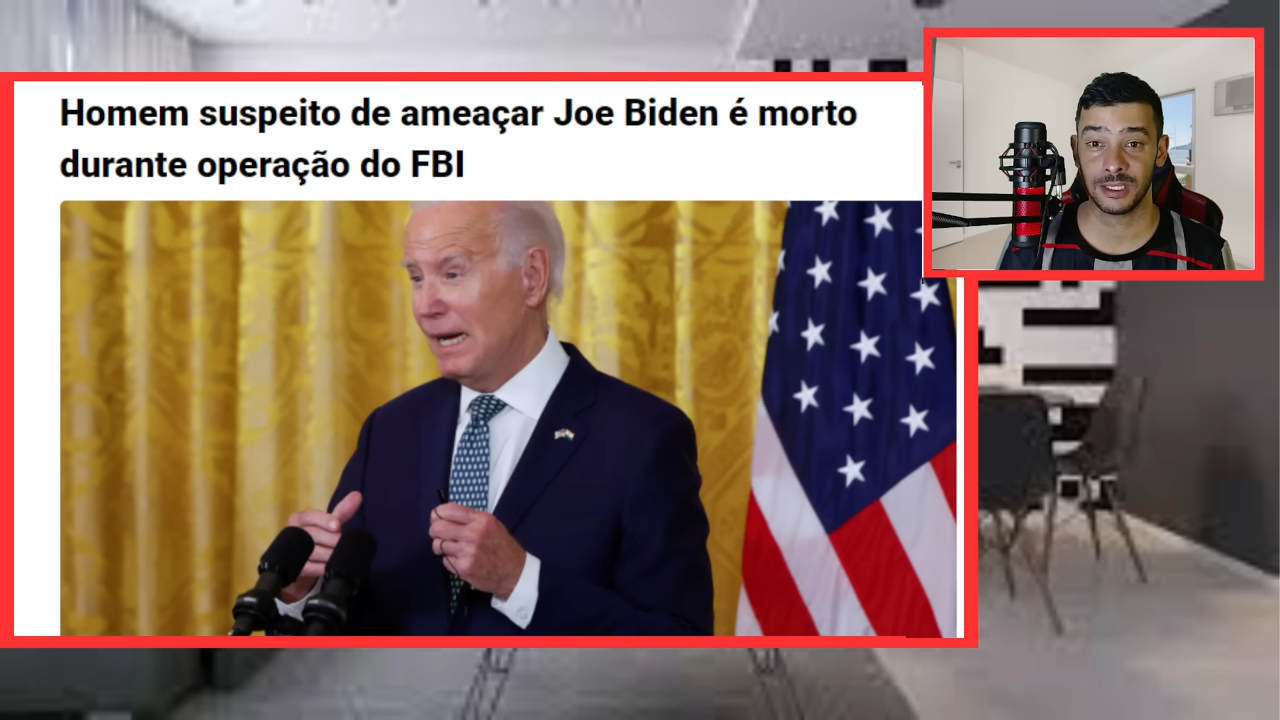 Homem suspeito de ameaçar Joe Biden é morto
durante operação do FBI